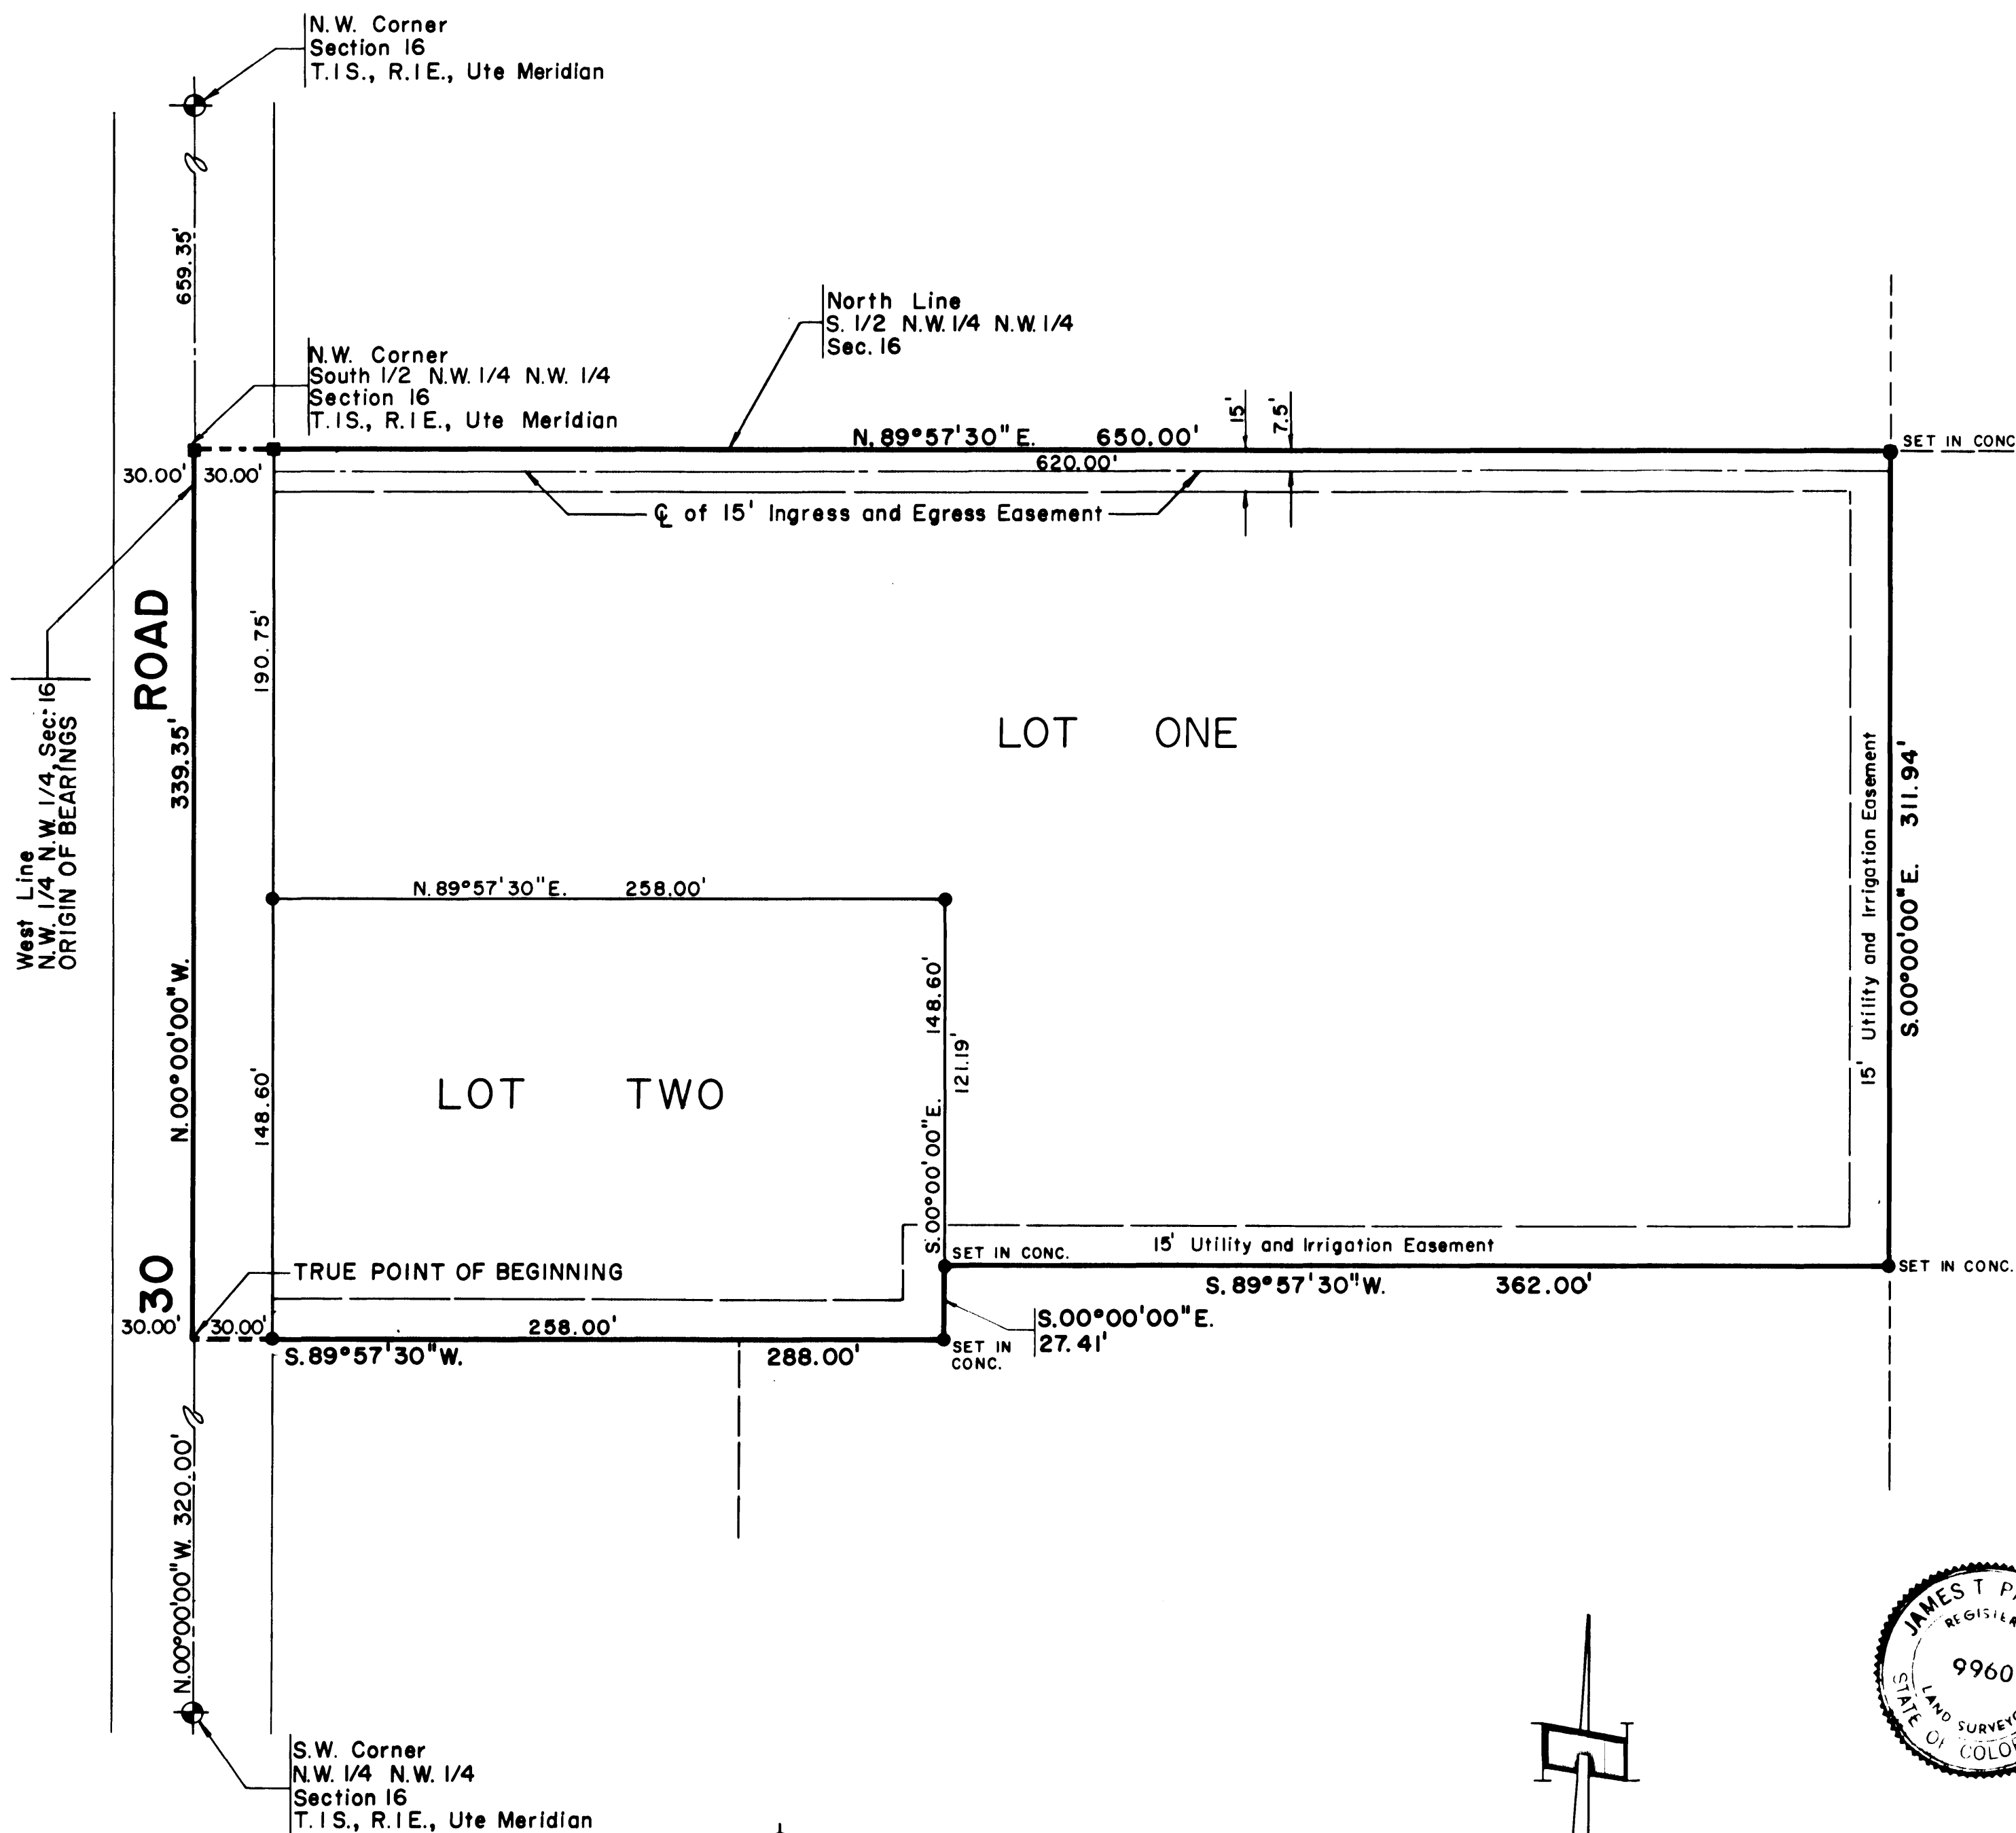 N.W. Corner
Section 16
T.1S., R.1E., Ute Meridian
659.35'
North Line
S. 1/2 N.W. 1/4 N.W. 1/4
Sec. 16
N.W. Corner
South 1/2 N.W. 1/4 N.W. 1/4
Section 16
T.1S., R.1E., Ute Meridian
15'
7.5'
N. 89°57'30"E. 650.00'
SET IN CONC
30.00'
30.00'
620.00'
℄ of 15' Ingress and Egress Easement
ROAD
190.75'
339.35'
West Line
N.W. 1/4 N.W. 1/4, Sec. 16
ORIGIN OF BEARINGS
LOT ONE
15' Utility and Irrigation Easement
S.00°00'00"E. 311.94'
N. 89°57'30"E. 258.00'
N.00°00'00"W.
148.60'
S.00°00'00"E. 148.60'
121.19'
LOT TWO
30
TRUE POINT OF BEGINNING
SET IN CONC.
15' Utility and Irrigation Easement
SET IN CONC.
S. 89°57'30"W. 362.00'
30.00'
30.00'
258.00'
S.00°00'00"E.
27.41'
S. 89°57'30"W.
288.00'
SET IN
CONC.
N.00°00'00"W. 320.00'
S.W. Corner
N.W. 1/4 N.W. 1/4
Section 16
T.1S., R.1E., Ute Meridian
JAMES T
9960
STATE OF
LAND